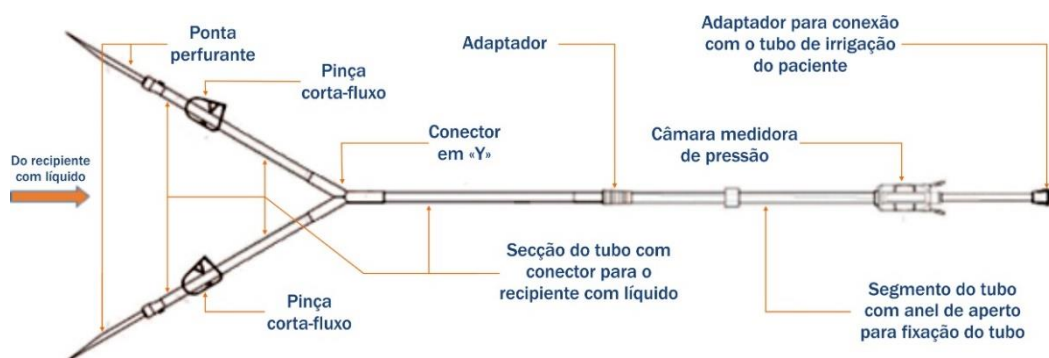 Ponta
perfurante
Pinça
corta-fluxo
Adaptador
Adaptador para conexão
com o tubo de irrigação
do paciente
Conector
em «Y»
Câmara medidora
de pressão
Do recipiente
com líquido
Secção do tubo com
conector para o
recipiente com líquido
Pinça
corta-fluxo
Segmento do tubo
com anel de aperto
para fixação do tubo